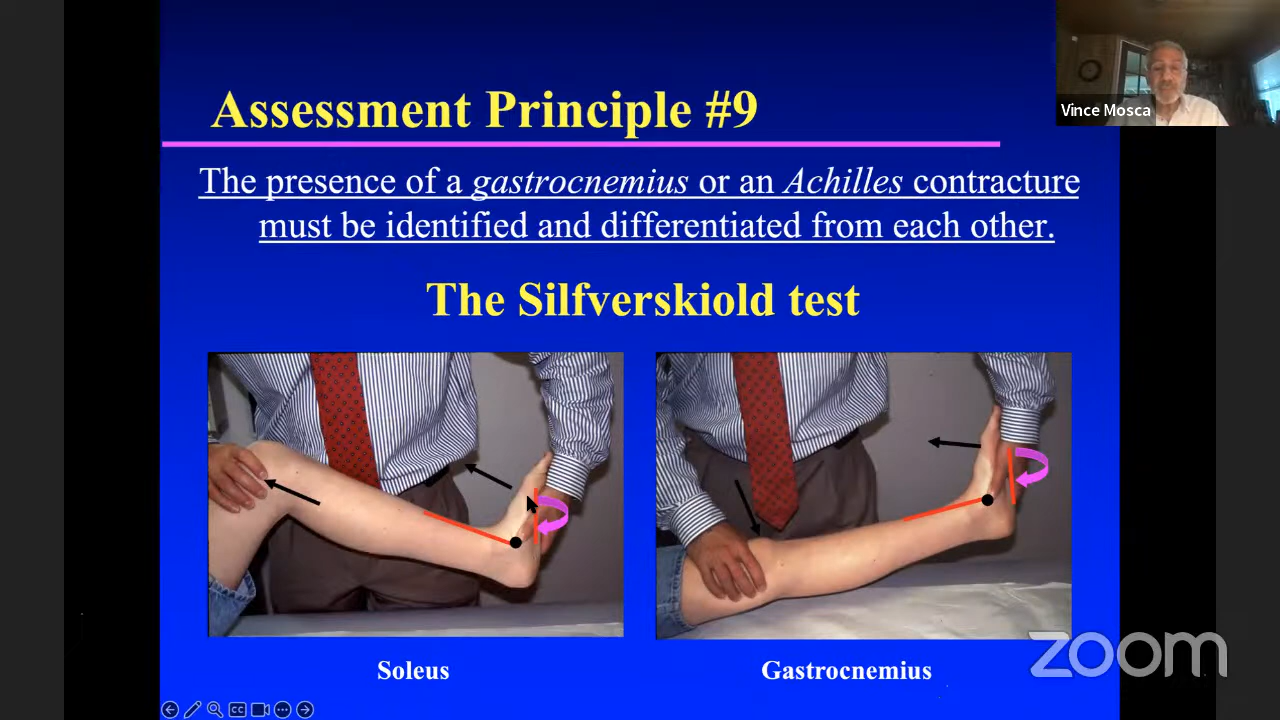 Assessment Principle #9
Vince Mosca
The presence of a gastrocnemius or an Achilles contracture
must be identified and differentiated from each other.
The Silfverskiold test
Soleus
Gastrocnemius
zoom
CC